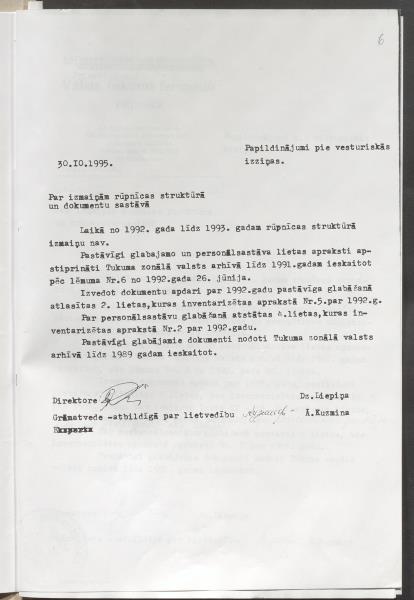 6
Papildinājumi pie vesturiskās
izziņas.
30.IO.1995.
Par izmaiņām rūpnīcas struktūrā
un dokumentu sastāvā
Laikā no 1992. gada līdz 1993. gadam rūpnīcas struktūrā
izmaiņu nav.
Pastāvīgi glabajamo un personālsastāva lietas apraksti ap-
stiprināti Tukuma zonālā valsts arhīvā līdz 1991.gadam ieskaitot
pēc lēmuma Nr.6 no 1992.gada 26. jūnija.
Izvedot dokumentu apdari par 1992.gadu pastāvīga glabāšanā
atlasītas 2. lietas,kuras inventarizētas aprakstā Nr.5.par 1992.g.
Par personālsastāvu glabāšanā atstātas 4.lietas,kuras in-
ventarizētas aprakstā Nr.2 par 1992.gadu.
Pastāvīgi glabājamie dokumenti nodoti Tukuma zonālā valsts
arhīvā līdz 1989 gadam ieskaitot.
Direktore Dz.Liepiņa
Grāmatvede -atbildīgā par lietvedību Ā.Kuzmina